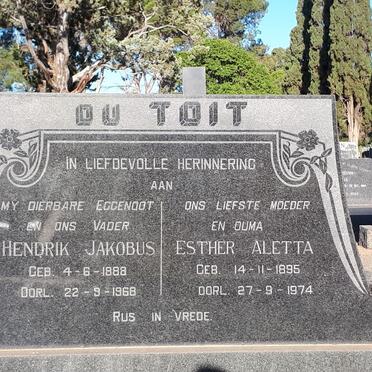 DU TOIT
IN LIEFDEVOLLE HERINNERING
AAN
MY DIERBARE EGGENOOT
EN ONS VADER
HENDRIK JAKOBUS
GEB. 4-6-1888
OORL. 22-9-1968
ONS LIEFSTE MOEDER
EN OUMA
ESTHER ALETTA
GEB. 14-11-1895
OORL. 27-9-1974
RUS IN VREDE.